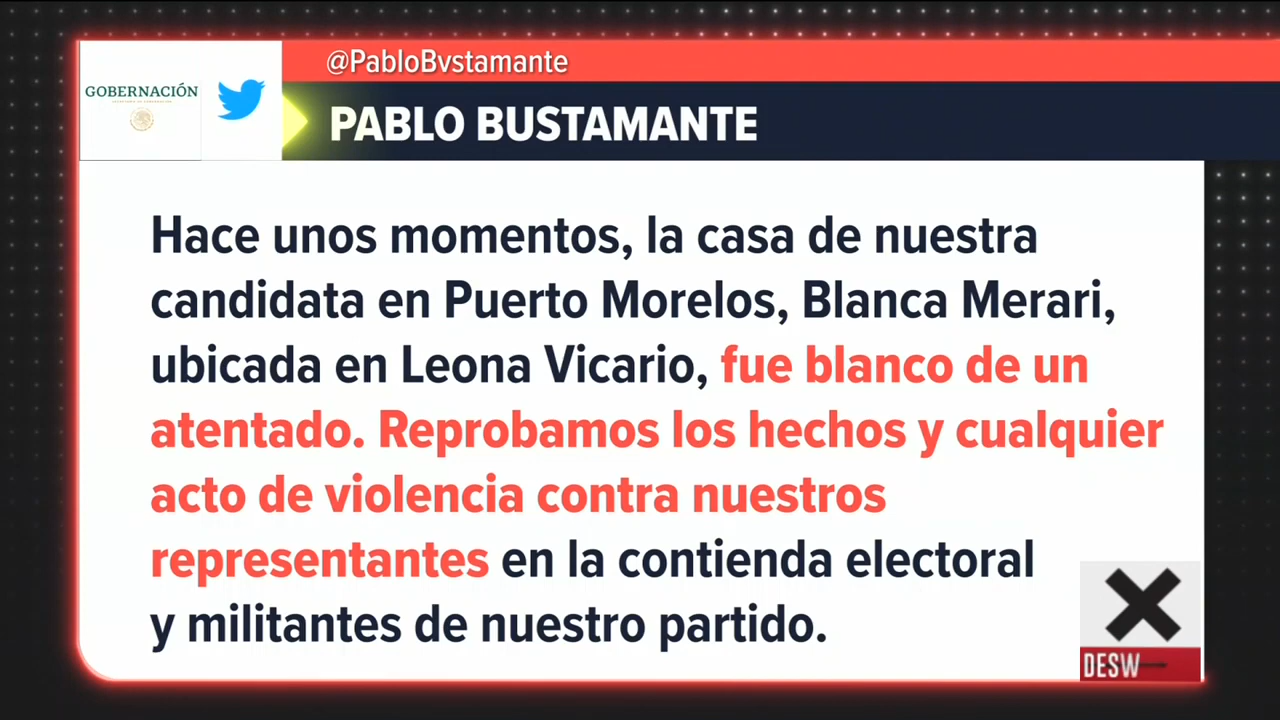 @PabloBvstamante
GOBERNACIÓN
PABLO BUSTAMANTE
Hace unos momentos, la casa de nuestra
candidata en Puerto Morelos, Blanca Merari,
ubicada en Leona Vicario, fue blanco de un
atentado. Reprobamos los hechos y cualquier
acto de violencia contra nuestros
representantes en la contienda electoral
y militantes de nuestro partido.
DESW